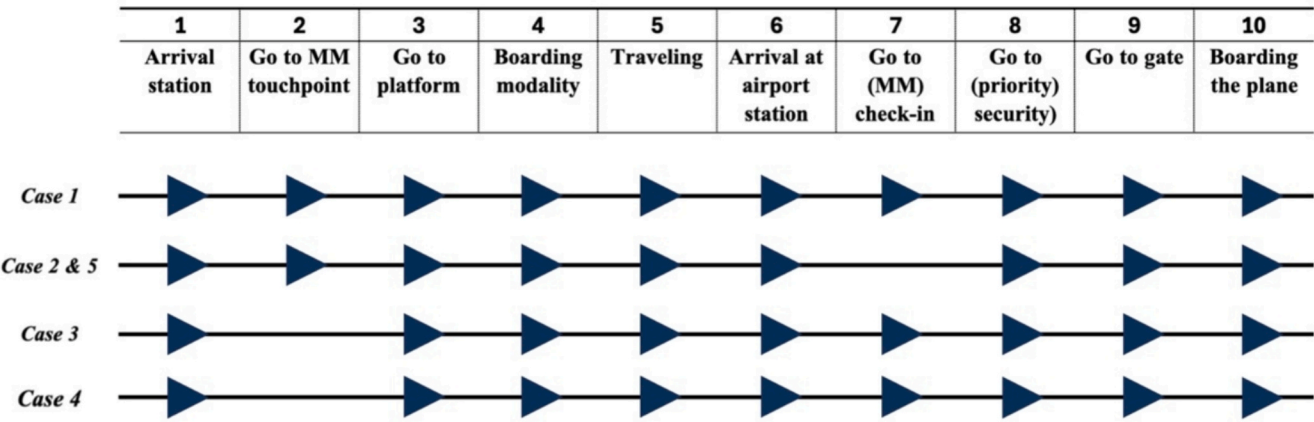 1 2 3 4 5 6 7 8 9 10
Arrival Go to MM Go to Boarding Traveling Arrival at Go to Go to Go to gate Boarding
station touchpoint platform modality airport (MM) (priority) the plane
station check-in security)
Case 1
Case 2 & 5
Case 3
Case 4